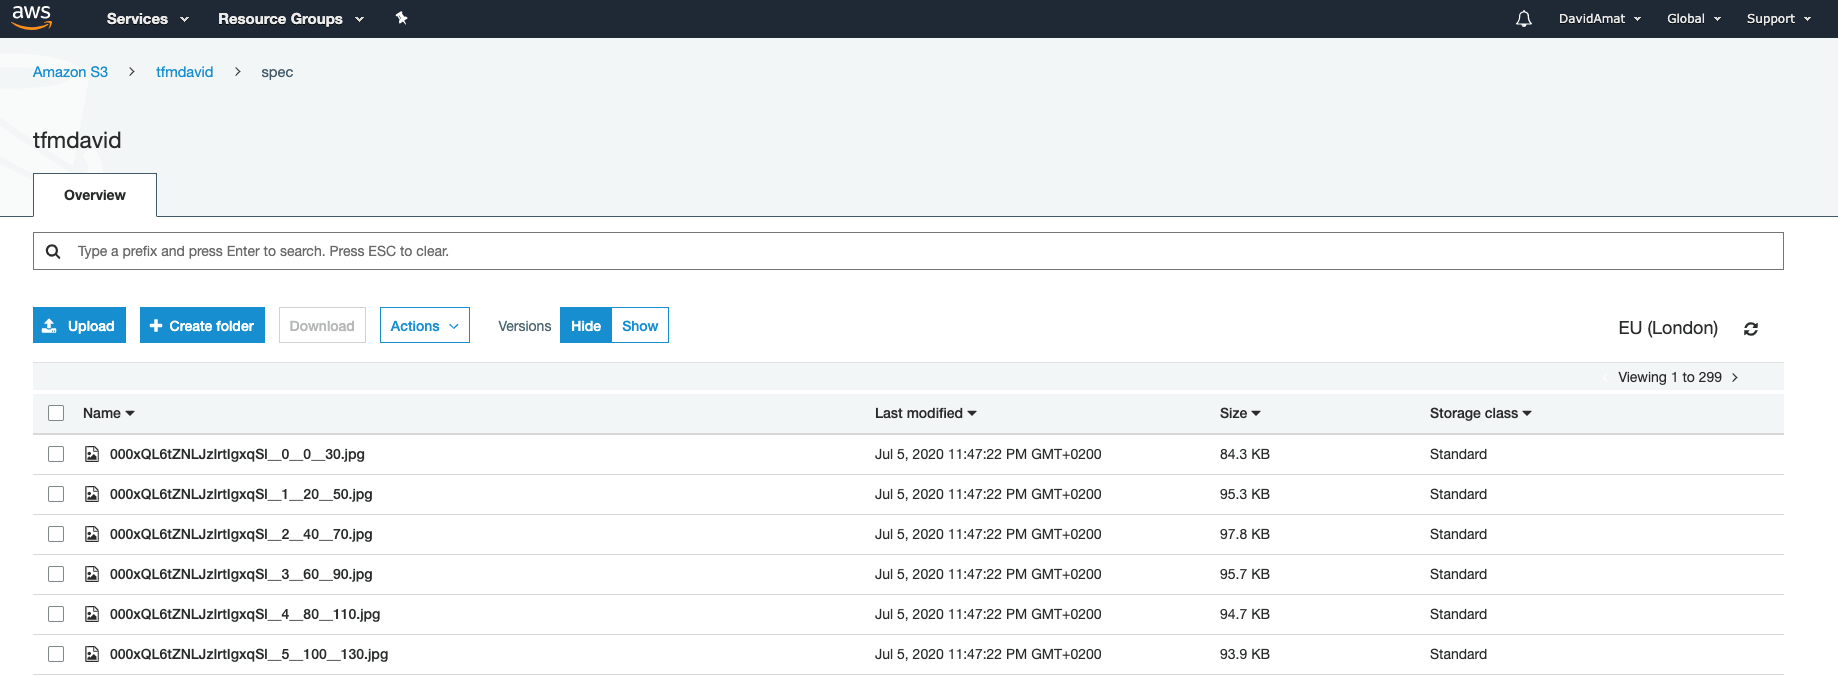 aws Services Resource Groups DavidAmat Global Support
Amazon S3 > tfmdavid > spec
tfmdavid
Overview
Type a prefix and press Enter to search. Press ESC to clear.
Upload + Create folder Download Actions Versions Hide Show EU (London)
Viewing 1 to 299
Name Last modified Size Storage class
000xQL6tZNLJzIrtIgxqSl__0__0__30.jpg Jul 5, 2020 11:47:22 PM GMT+0200 84.3 KB Standard
000xQL6tZNLJzIrtIgxqSl__1__20__50.jpg Jul 5, 2020 11:47:22 PM GMT+0200 95.3 KB Standard
000xQL6tZNLJzIrtIgxqSl__2__40__70.jpg Jul 5, 2020 11:47:22 PM GMT+0200 97.8 KB Standard
000xQL6tZNLJzIrtIgxqSl__3__60__90.jpg Jul 5, 2020 11:47:22 PM GMT+0200 95.7 KB Standard
000xQL6tZNLJzIrtIgxqSl__4__80__110.jpg Jul 5, 2020 11:47:22 PM GMT+0200 94.7 KB Standard
000xQL6tZNLJzIrtIgxqSl__5__100__130.jpg Jul 5, 2020 11:47:22 PM GMT+0200 93.9 KB Standard